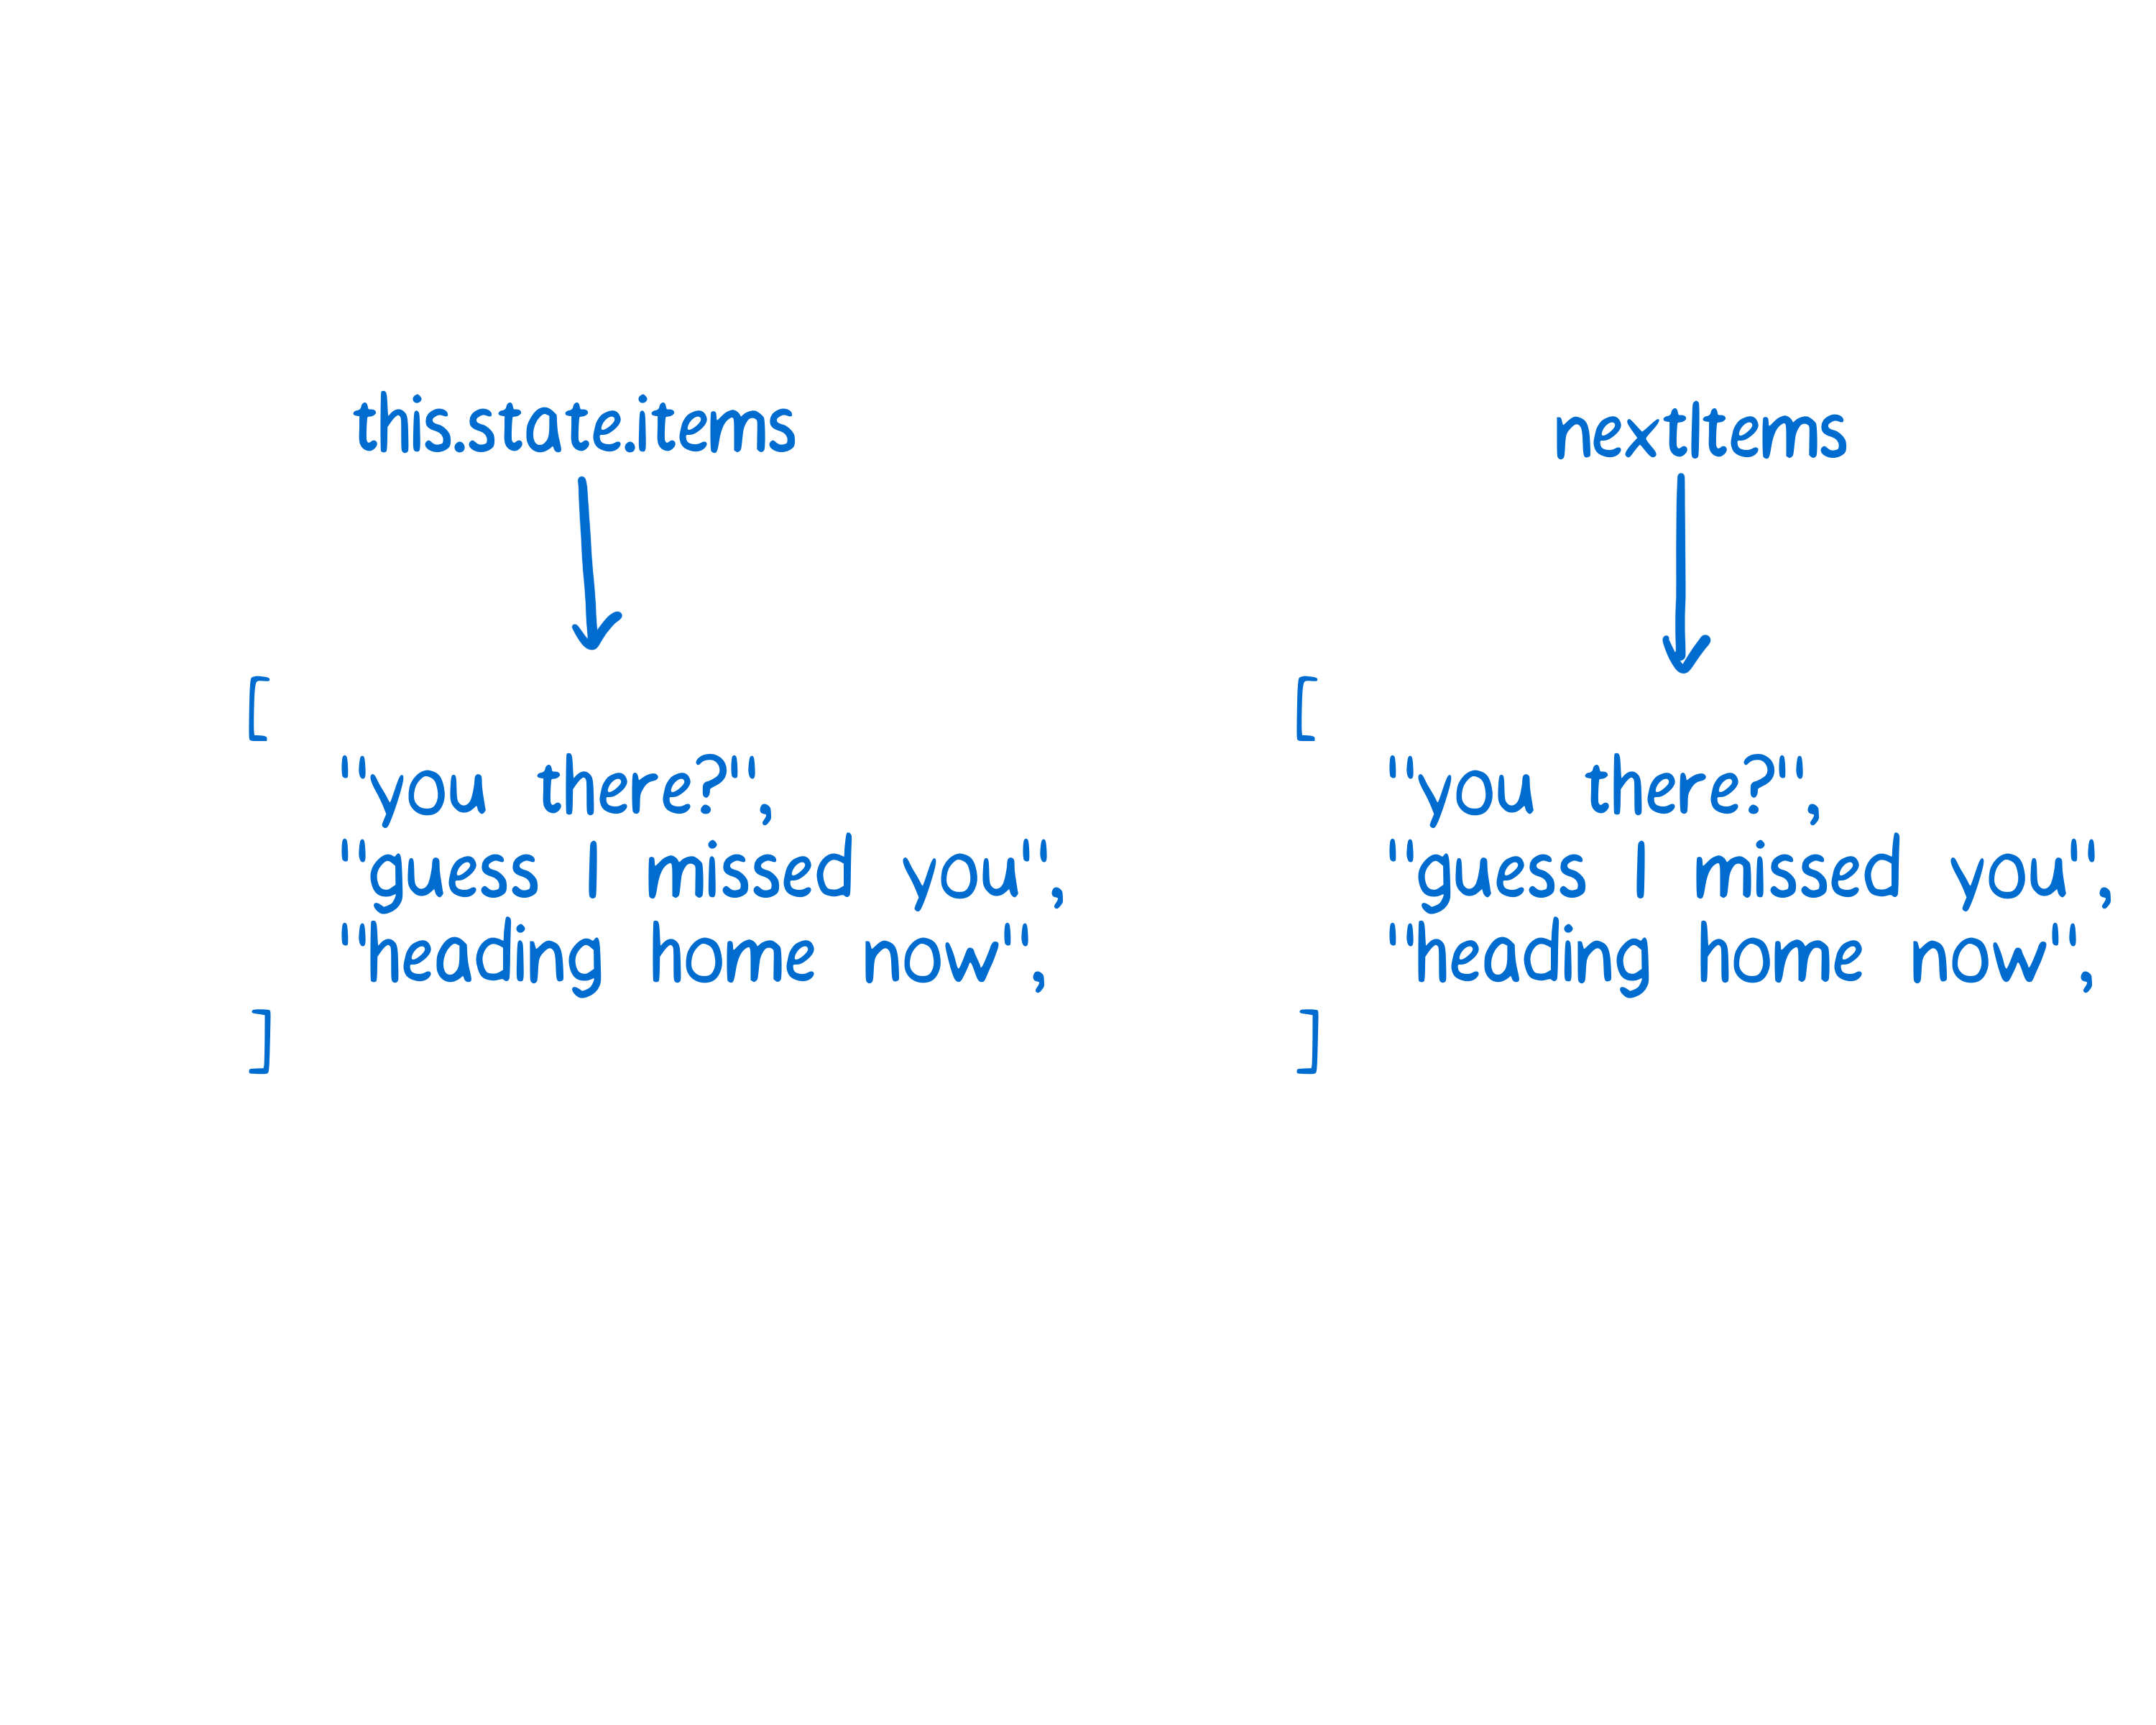 this.state.items
[
"you there?",
"guess I missed you",
"heading home now",
]
nextItems
[
"you there?",
"guess I missed you",
"heading home now",
]